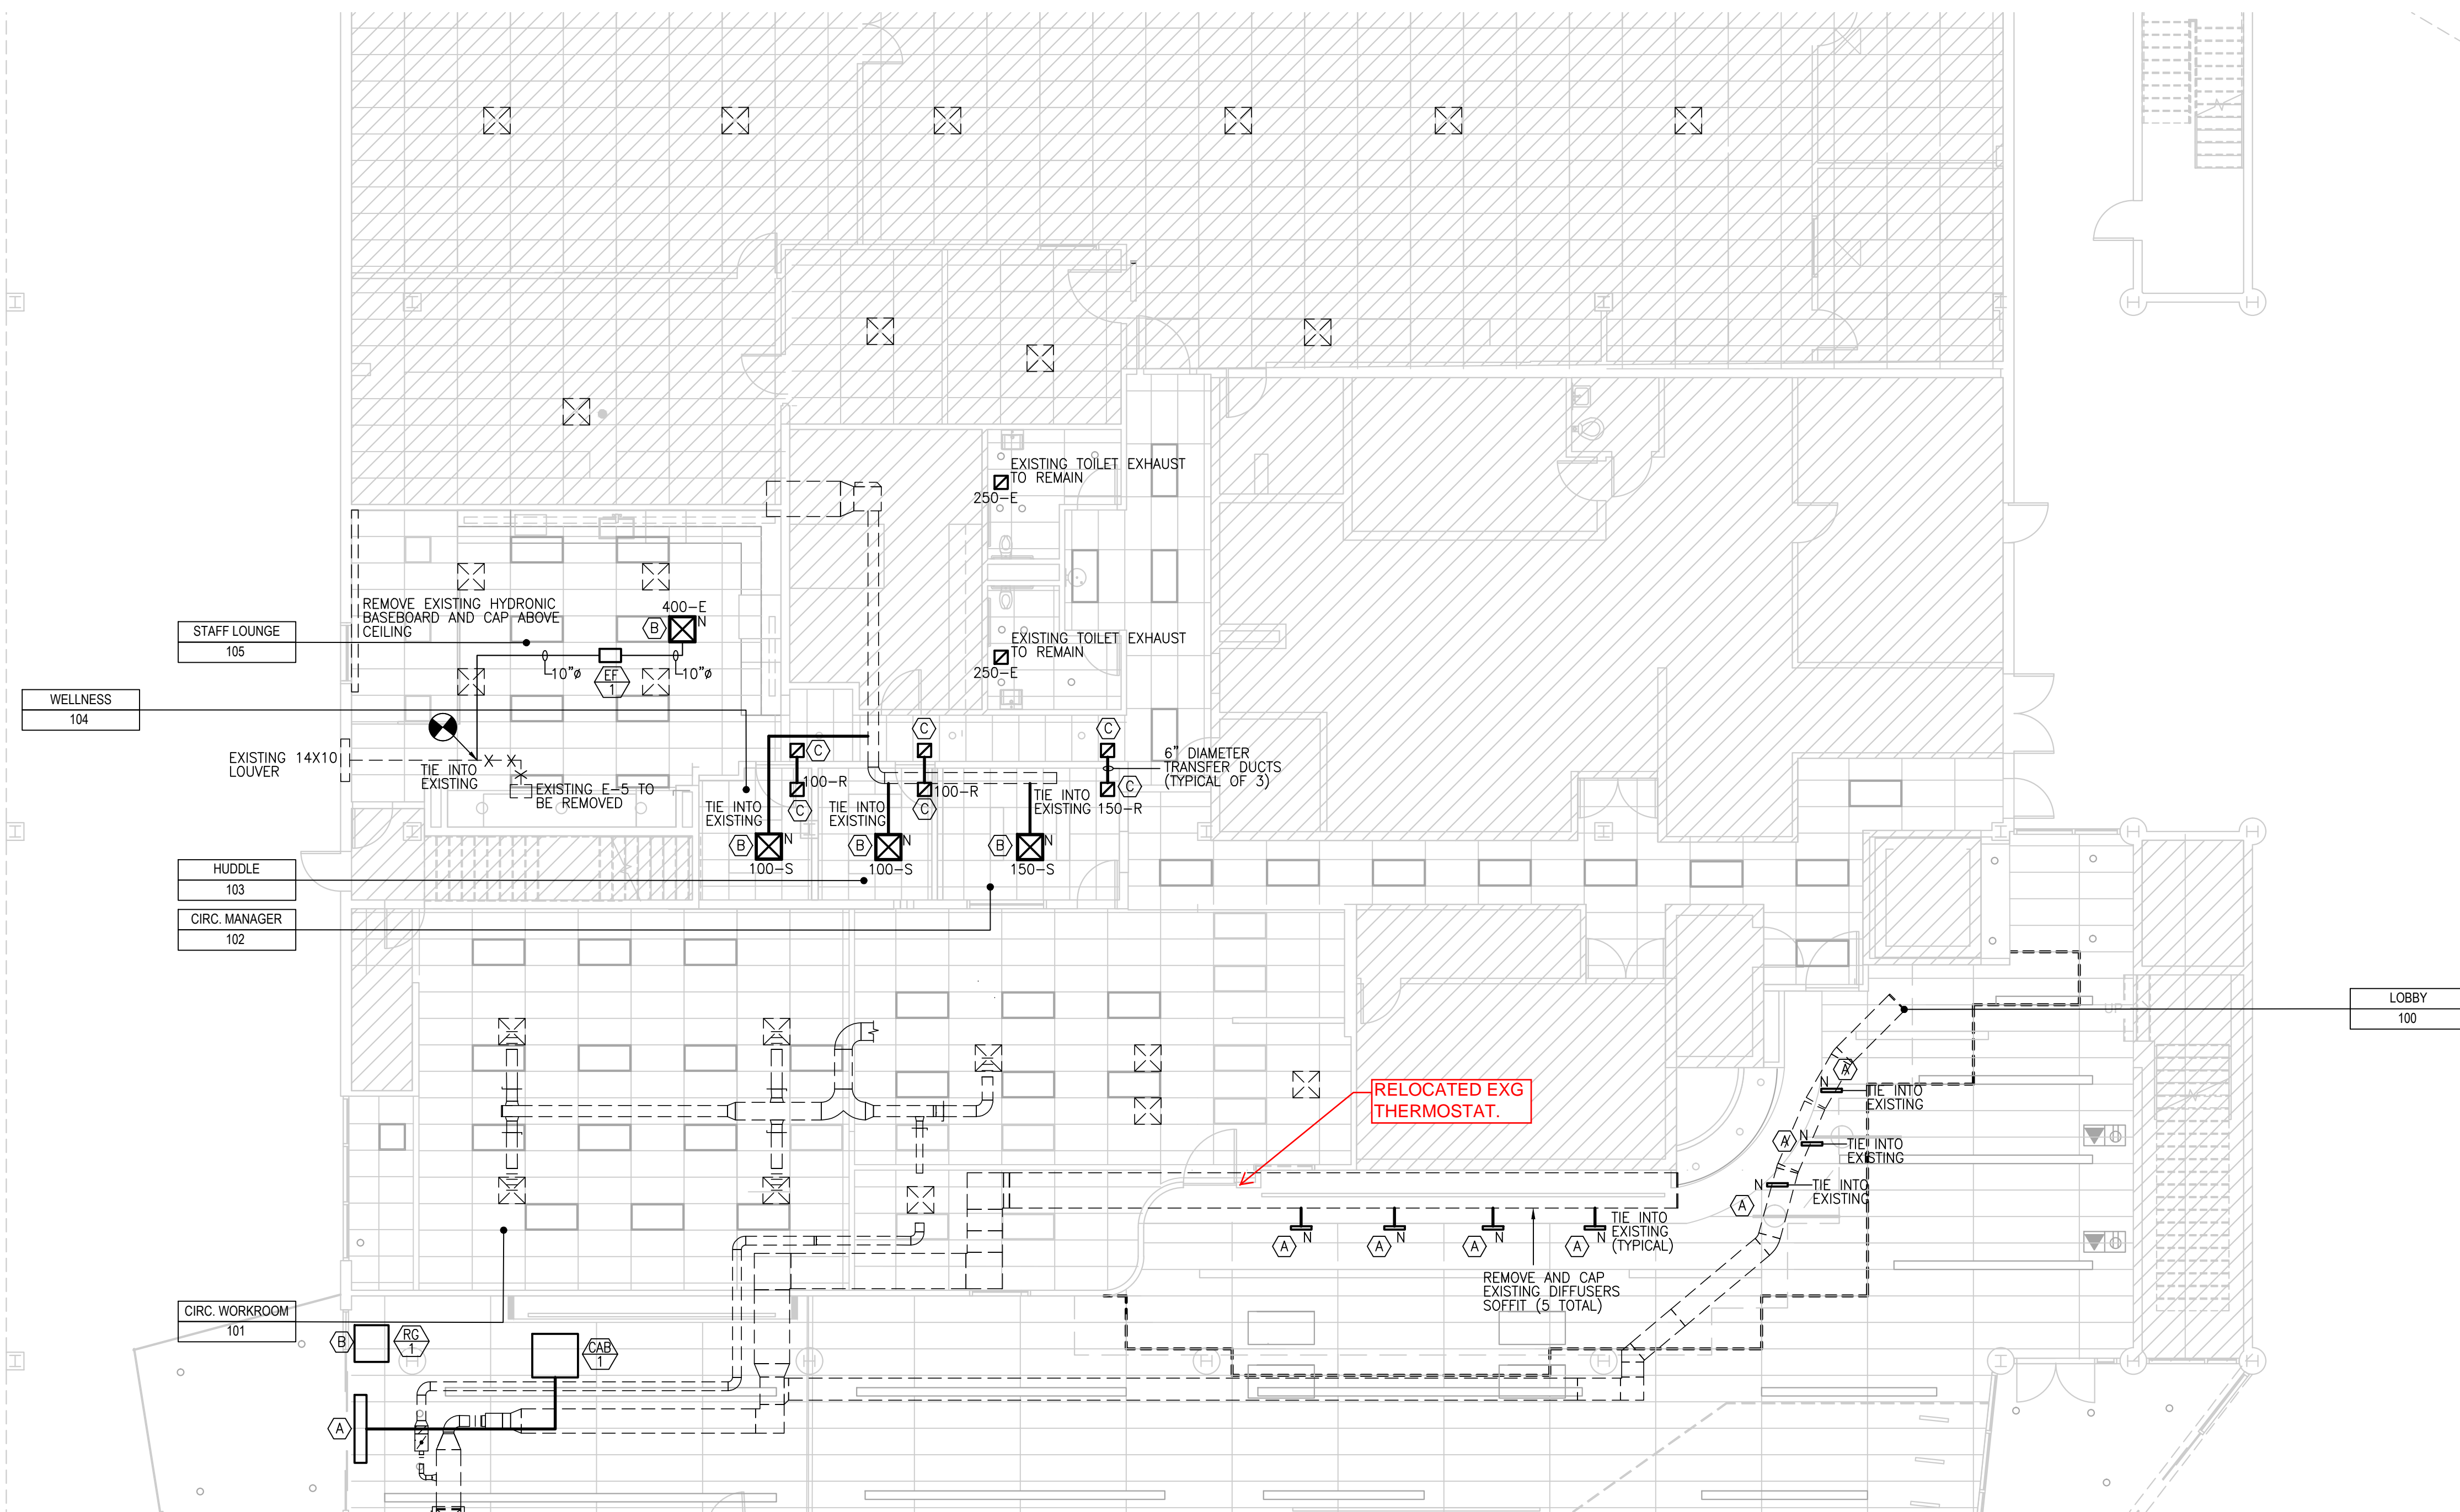 EXISTING TOILET EXHAUST
TO REMAIN
250-E
REMOVE EXISTING HYDRONIC
BASEBOARD AND CAP ABOVE
CEILING
400-E
B
N
STAFF LOUNGE
105
10"ø
EF
1
10"ø
EXISTING TOILET EXHAUST
TO REMAIN
250-E
WELLNESS
104
EXISTING 14X10
LOUVER
TIE INTO
EXISTING
EXISTING E-5 TO
BE REMOVED
C
C
C
6" DIAMETER
TRANSFER DUCTS
(TYPICAL OF 3)
100-R
C
100-R
C
150-R
C
TIE INTO
EXISTING
TIE INTO
EXISTING
TIE INTO
EXISTING
B
N
100-S
B
N
100-S
B
N
150-S
HUDDLE
103
CIRC. MANAGER
102
LOBBY
100
UP
A
N
TIE INTO
EXISTING
A
N
TIE INTO
EXISTING
N
TIE INTO
EXISTING
A
RELOCATED EXG
THERMOSTAT.
A
N
A
N
A
N
A
N
TIE INTO
EXISTING
(TYPICAL)
REMOVE AND CAP
EXISTING DIFFUSERS
SOFFIT (5 TOTAL)
CIRC. WORKROOM
101
B
RG
1
CAB
1
A